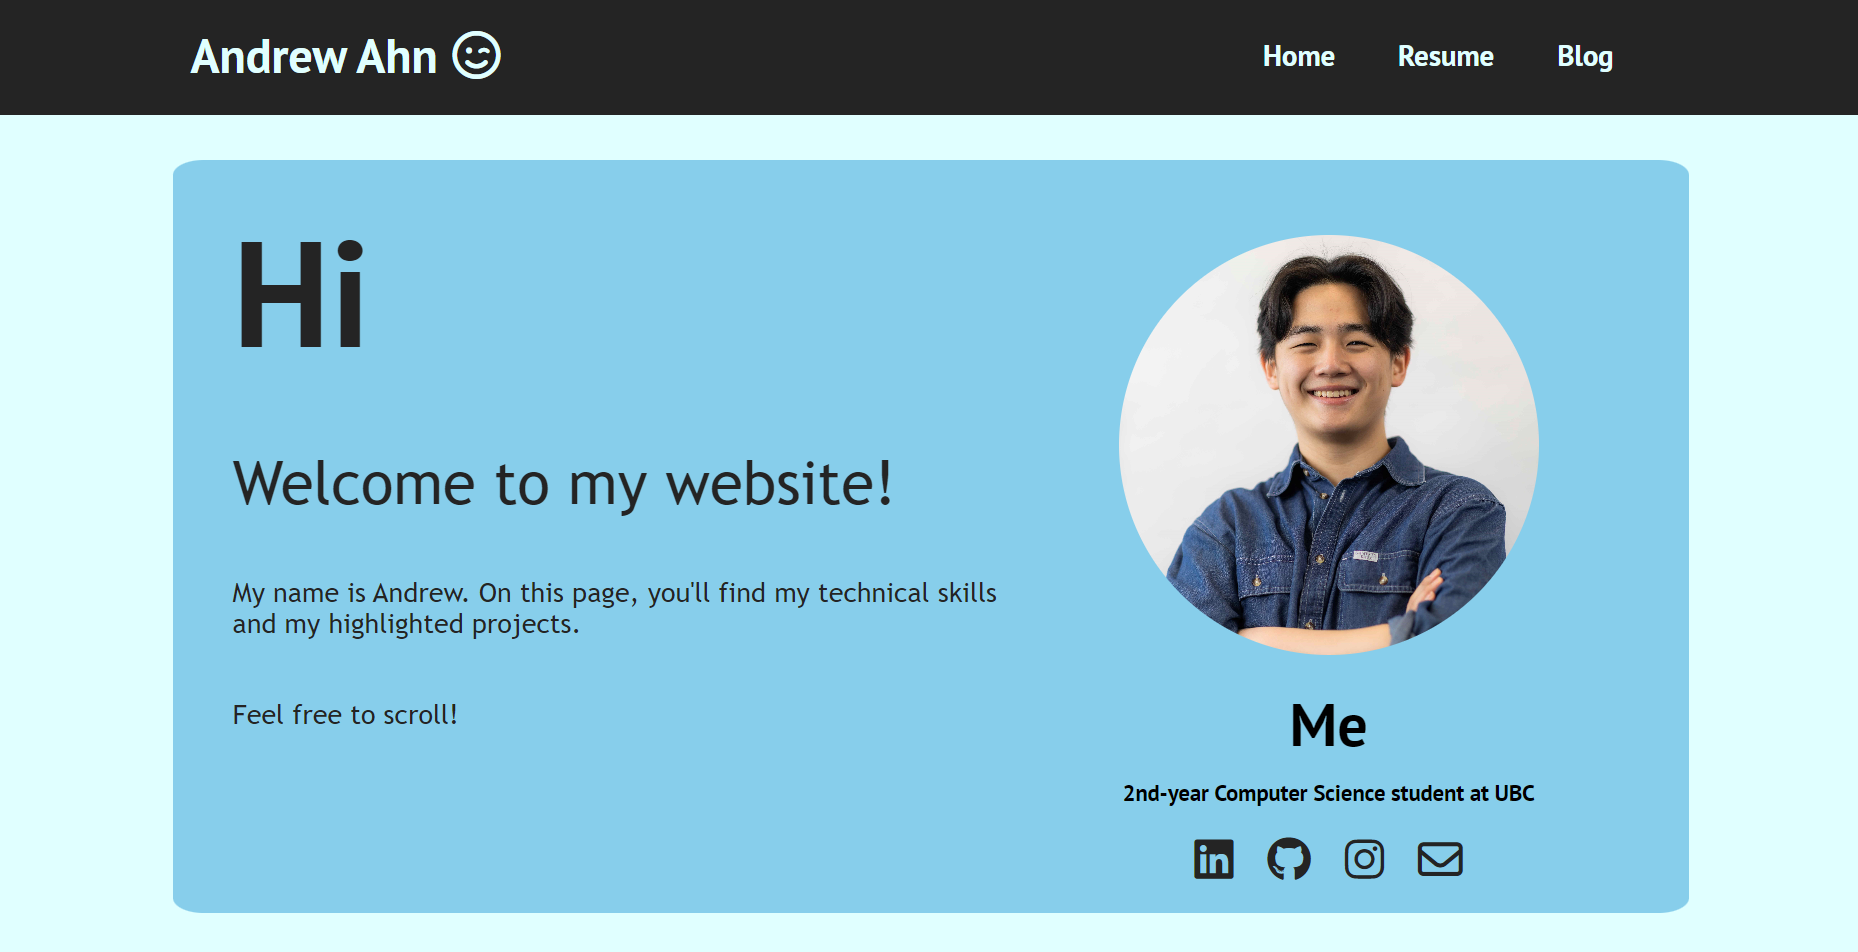 Andrew Ahn
Home Resume Blog
Hi
Welcome to my website!
My name is Andrew. On this page, you'll find my technical skills
and my highlighted projects.
Feel free to scroll!
Me
2nd-year Computer Science student at UBC
in